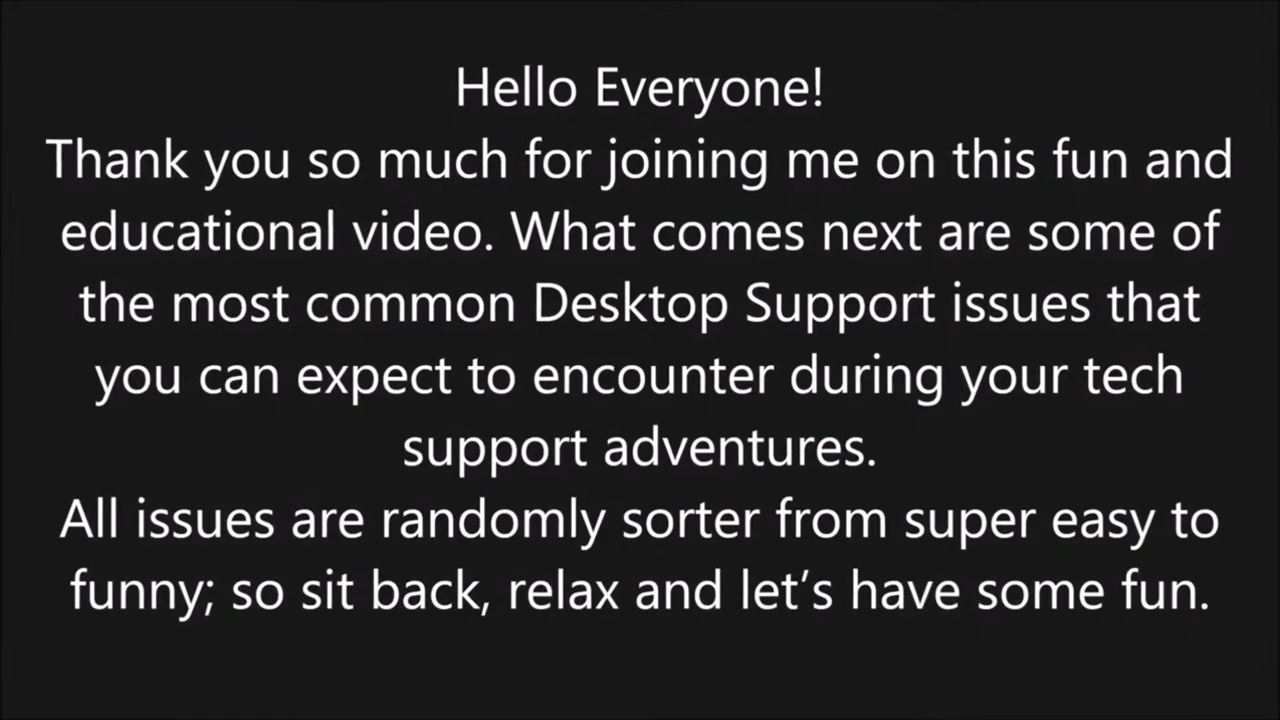 Hello Everyone!
Thank you so much for joining me on this fun and
educational video. What comes next are some of
the most common Desktop Support issues that
you can expect to encounter during your tech
support adventures.
All issues are randomly sorter from super easy to
funny; so sit back, relax and let’s have some fun.